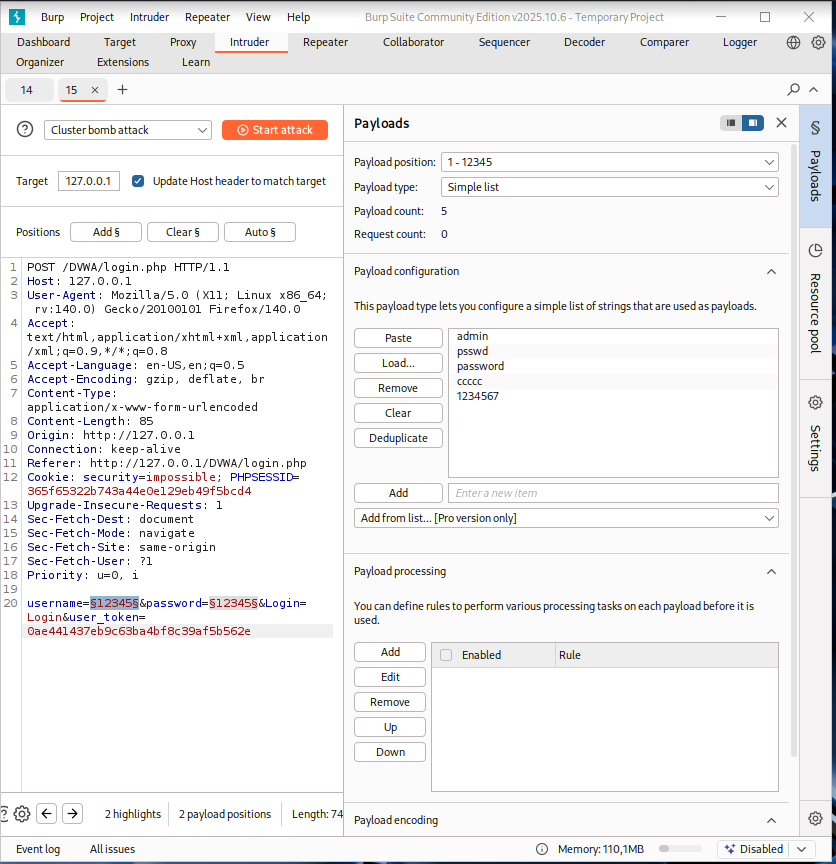 Burp Project Intruder Repeater View Help Burp Suite Community Edition v2025.10.6 - Temporary Project
Dashboard Target Proxy Intruder Repeater Collaborator Sequencer Decoder Comparer Logger
Organizer Extensions Learn
14 15 × +
Cluster bomb attack Start attack
Target 127.0.0.1 Update Host header to match target
Positions Add § Clear § Auto §
1 POST /DVWA/login.php HTTP/1.1
2 Host: 127.0.0.1
3 User-Agent: Mozilla/5.0 (X11; Linux x86_64;
rv:140.0) Gecko/20100101 Firefox/140.0
4 Accept:
text/html,application/xhtml+xml,application
/xml;q=0.9,*/*;q=0.8
5 Accept-Language: en-US,en;q=0.5
6 Accept-Encoding: gzip, deflate, br
7 Content-Type:
application/x-www-form-urlencoded
8 Content-Length: 85
9 Origin: http://127.0.0.1
10 Connection: keep-alive
11 Referer: http://127.0.0.1/DVWA/login.php
12 Cookie: security=impossible; PHPSESSID=
365f65322b743a44e0e129eb49f5bcd4
13 Upgrade-Insecure-Requests: 1
14 Sec-Fetch-Dest: document
15 Sec-Fetch-Mode: navigate
16 Sec-Fetch-Site: same-origin
17 Sec-Fetch-User: ?1
18 Priority: u=0, i
19
20 username=§12345§&password=§12345§&Login=
Login&user_token=
0ae441437eb9c63ba4bf8c39af5b562e
2 highlights 2 payload positions Length: 74
Payloads
Payload position: 1 - 12345
Payload type: Simple list
Payload count: 5
Request count: 0
Payload configuration
This payload type lets you configure a simple list of strings that are used as payloads.
Paste
Load...
Remove
Clear
Deduplicate
admin
psswd
password
ccccc
1234567
Add Enter a new item
Add from list... [Pro version only]
Payload processing
You can define rules to perform various processing tasks on each payload before it is
used.
Add
Edit
Remove
Up
Down
Enabled Rule
Payload encoding
Payloads
Resource pool
Settings
Event log All issues Memory: 110,1MB Disabled